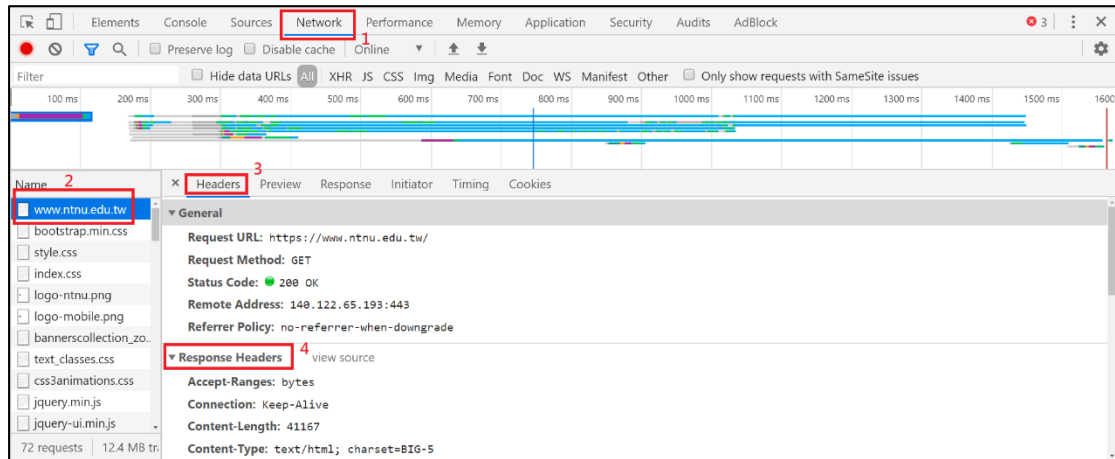 Elements Console Sources Network Performance Memory Application Security Audits AdBlock 3
1
Preserve log Disable cache Online
Filter Hide data URLs All XHR JS CSS Img Media Font Doc WS Manifest Other Only show requests with SameSite issues
100 ms 200 ms 300 ms 400 ms 500 ms 600 ms 700 ms 800 ms 900 ms 1000 ms 1100 ms 1200 ms 1300 ms 1400 ms 1500 ms 1600
Name 2 3
Headers Preview Response Initiator Timing Cookies
www.ntnu.edu.tw
bootstrap.min.css
style.css
index.css
logo-ntnu.png
logo-mobile.png
bannerscollection_zo..
text_classes.css
css3animations.css
jquery.min.js
jquery-ui.min.js
72 requests 12.4 MB tr
General
Request URL: https://www.ntnu.edu.tw/
Request Method: GET
Status Code: 200 OK
Remote Address: 140.122.65.193:443
Referrer Policy: no-referrer-when-downgrade
Response Headers 4 view source
Accept-Ranges: bytes
Connection: Keep-Alive
Content-Length: 41167
Content-Type: text/html; charset=BIG-5